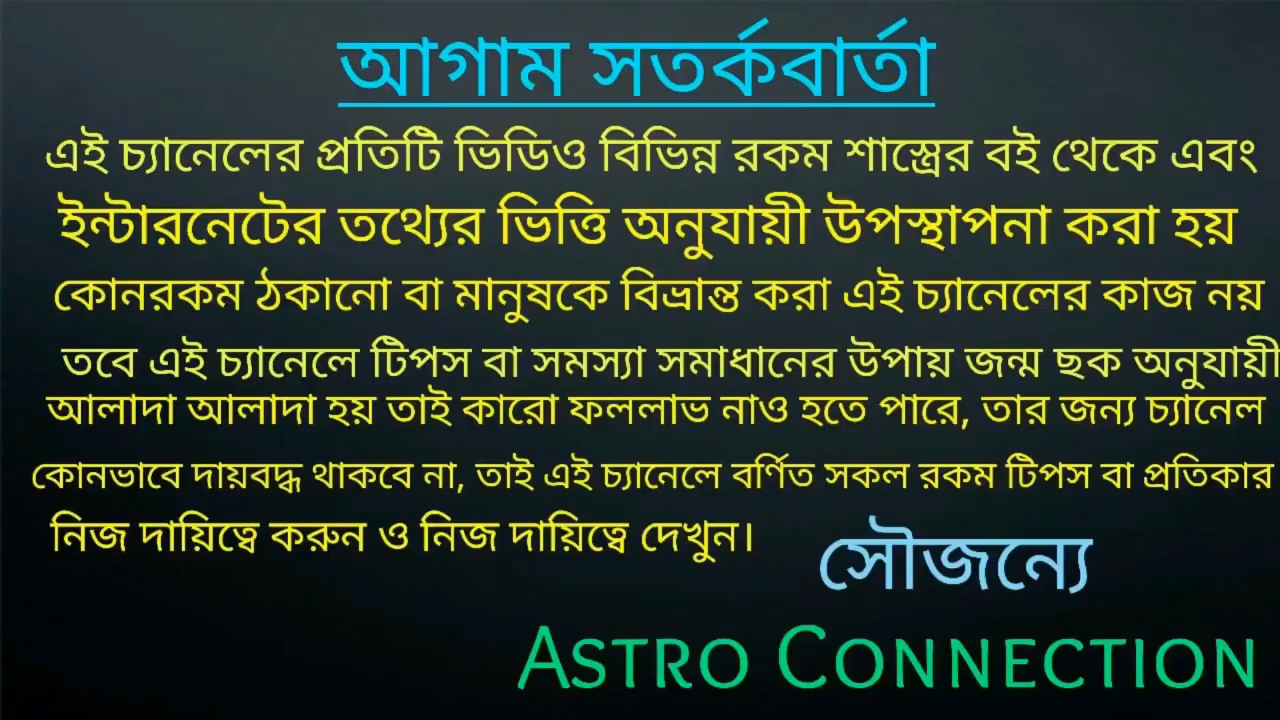 আগাম সতর্কবার্তা
এই চ্যানেলের প্রতিটি ভিডিও বিভিন্ন রকম শাস্ত্রের বই থেকে এবং
ইন্টারনেটের তথ্যের ভিত্তি অনুযায়ী উপস্থাপনা করা হয়
কোনরকম ঠকানো বা মানুষকে বিভ্রান্ত করা এই চ্যানেলের কাজ নয়
তবে এই চ্যানেলে টিপস বা সমস্যা সমাধানের উপায় জন্ম ছক অনুযায়ী
আলাদা আলাদা হয় তাই কারো ফললাভ নাও হতে পারে, তার জন্য চ্যানেল
কোনভাবে দায়বদ্ধ থাকবে না, তাই এই চ্যানেলে বর্ণিত সকল রকম টিপস বা প্রতিকার
নিজ দায়িত্বে করুন ও নিজ দায়িত্বে দেখুন।
সৌজন্যে
ASTRO CONNECTION